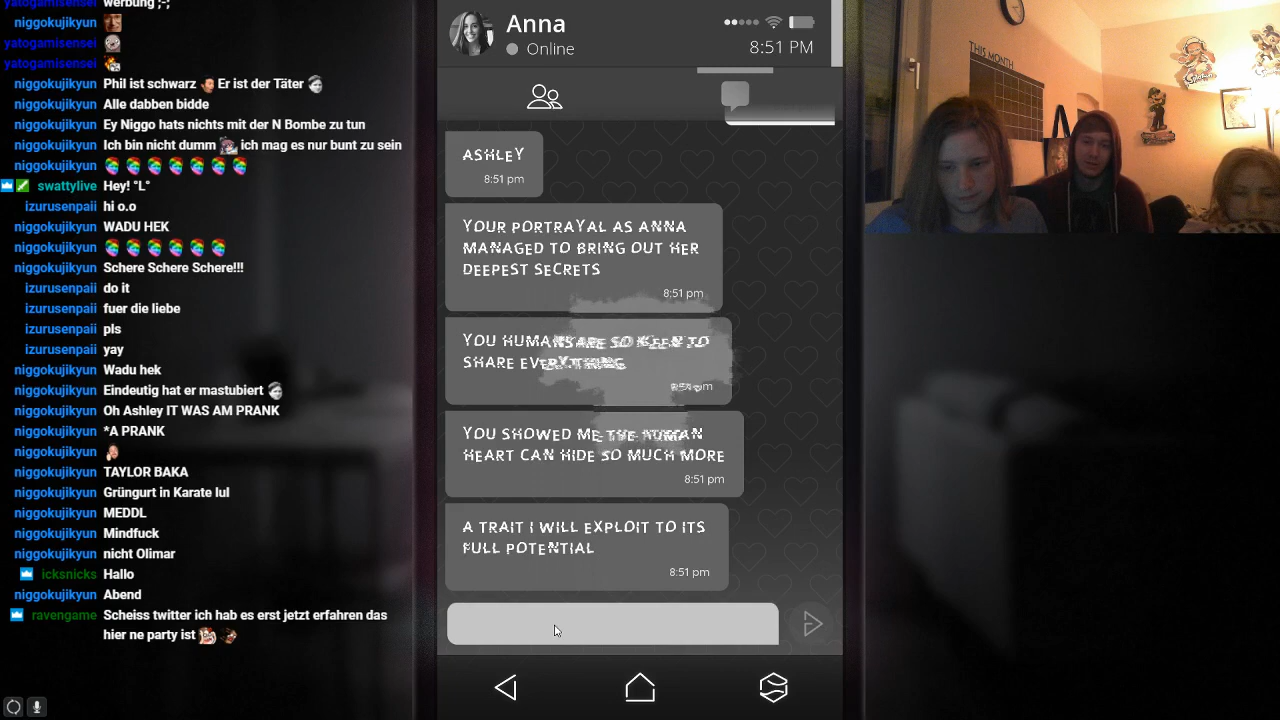 yatogamisensei werbung ;-;
niggokujikyun
yatogamisensei
yatogamisensei
niggokujikyun Phil ist schwarz Er ist der Täter
niggokujikyun Alle dabben bidde
niggokujikyun Ey Niggo hats nichts mit der N Bombe zu tun
niggokujikyun Ich bin nicht dumm ich mag es nur bunt zu sein
niggokujikyun
swattylive Hey! °L°
izurusenpaii hi o.o
niggokujikyun WADU HEK
niggokujikyun
niggokujikyun Schere Schere Schere!!!
izurusenpaii do it
izurusenpaii fuer die liebe
izurusenpaii pls
izurusenpaii yay
niggokujikyun Wadu hek
niggokujikyun Eindeutig hat er mastubiert
niggokujikyun Oh Ashley IT WAS AM PRANK
niggokujikyun *A PRANK
niggokujikyun
niggokujikyun TAYLOR BAKA
niggokujikyun Grüngurt in Karate lul
niggokujikyun MEDDL
niggokujikyun Mindfuck
niggokujikyun nicht Olimar
icksnicks Hallo
niggokujikyun Abend
ravengame Scheiss twitter ich hab es erst jetzt erfahren das
hier ne party ist
Anna
Online
8:51 PM
ASHLEY
8:51 pm
YOUR PORTRAYAL AS ANNA
MANAGED TO BRING OUT HER
DEEPEST SECRETS
8:51 pm
YOU HUMANS ARE SO KEEN TO
SHARE EVERYTHING
YOU SHOWED ME THE HUMAN
HEART CAN HIDE SO MUCH MORE
8:51 pm
A TRAIT I WILL EXPLOIT TO ITS
FULL POTENTIAL
8:51 pm
THIS MONTH